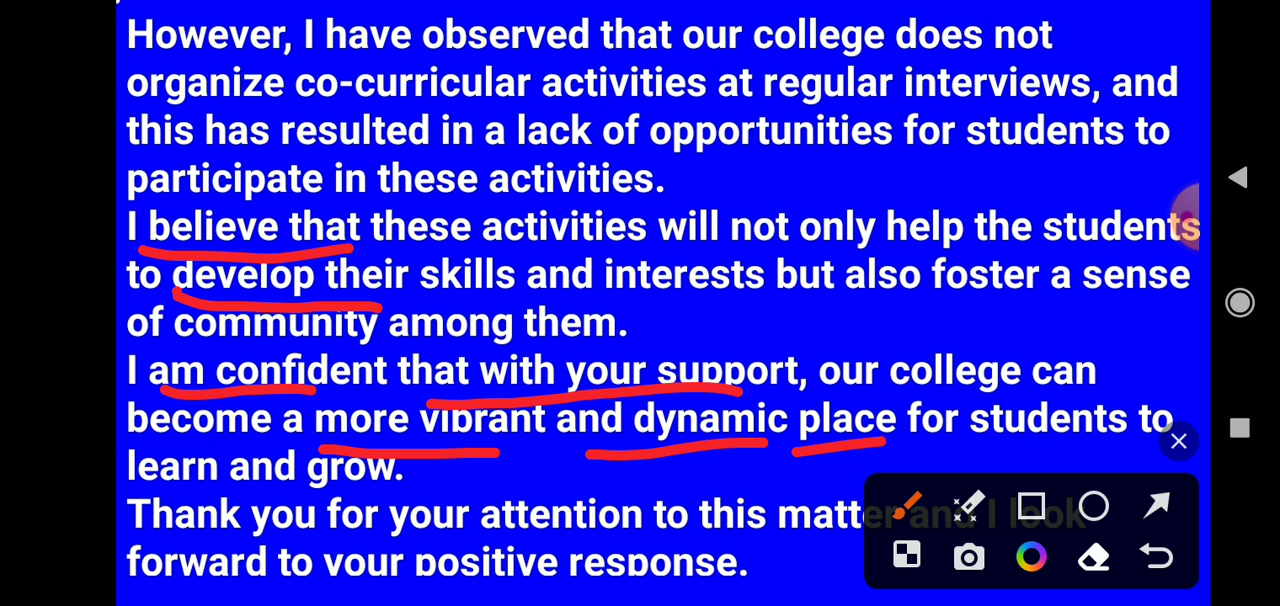 However, I have observed that our college does not
organize co-curricular activities at regular interviews, and
this has resulted in a lack of opportunities for students to
participate in these activities.
I believe that these activities will not only help the students
to develop their skills and interests but also foster a sense
of community among them.
I am confident that with your support, our college can
become a more vibrant and dynamic place for students to
learn and grow.
Thank you for your attention to this matter and I look
forward to your positive response.